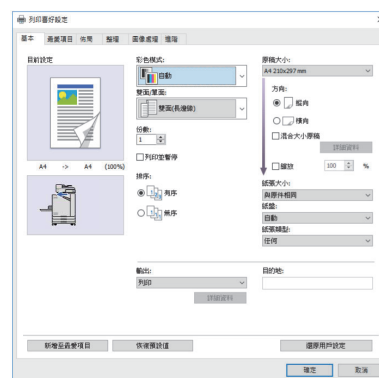 列印喜好設定
基本 最愛項目 佈局 整理 圖像處理 進階
目前設定
A4 -> A4 (100%)
彩色模式:
自動
雙面/單面:
雙面(長邊綁)
份數:
1
列印並暫停
排序:
有序
無序
輸出:
列印
詳細資料
原稿大小:
A4 210x297 mm
方向:
縱向
橫向
混合大小原稿
詳細資料
縮放 100 %
紙張大小:
與原件相同
紙盤:
自動
紙張類型:
任何
目的地:
新增至最愛項目 恢復預設值 還原用戶設定
確定 取消